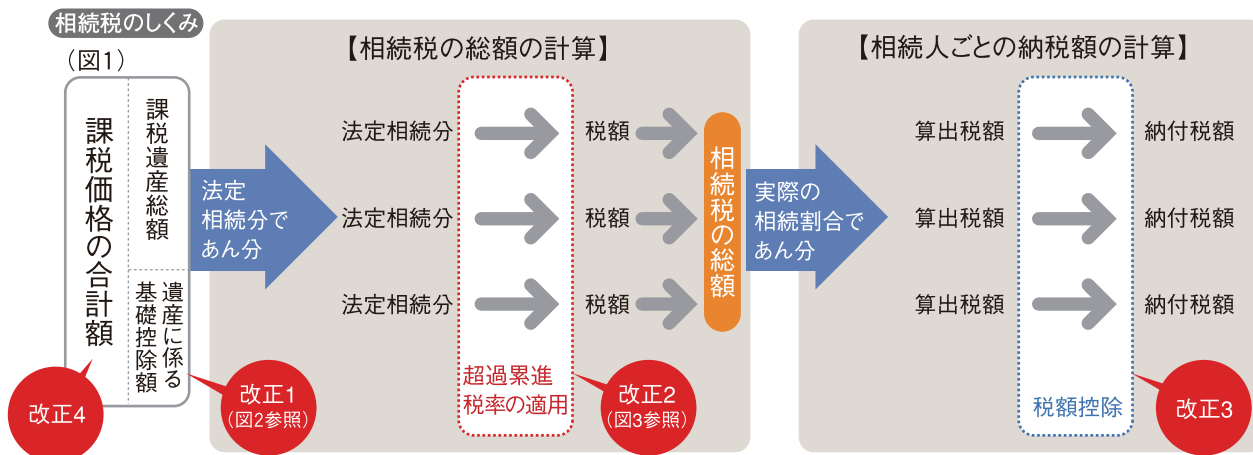 相続税のしくみ
(図1)
課税価格の合計額
課税遺産総額
遺産に係る
基礎控除額
改正4
改正1
(図2参照)
法定
相続分で
あん分
【相続税の総額の計算】
法定相続分
税額
法定相続分
税額
法定相続分
税額
超過累進
税率の適用
改正2
(図3参照)
相続税の総額
実際の
相続割合で
あん分
【相続人ごとの納税額の計算】
算出税額
納付税額
算出税額
納付税額
算出税額
納付税額
税額控除
改正3